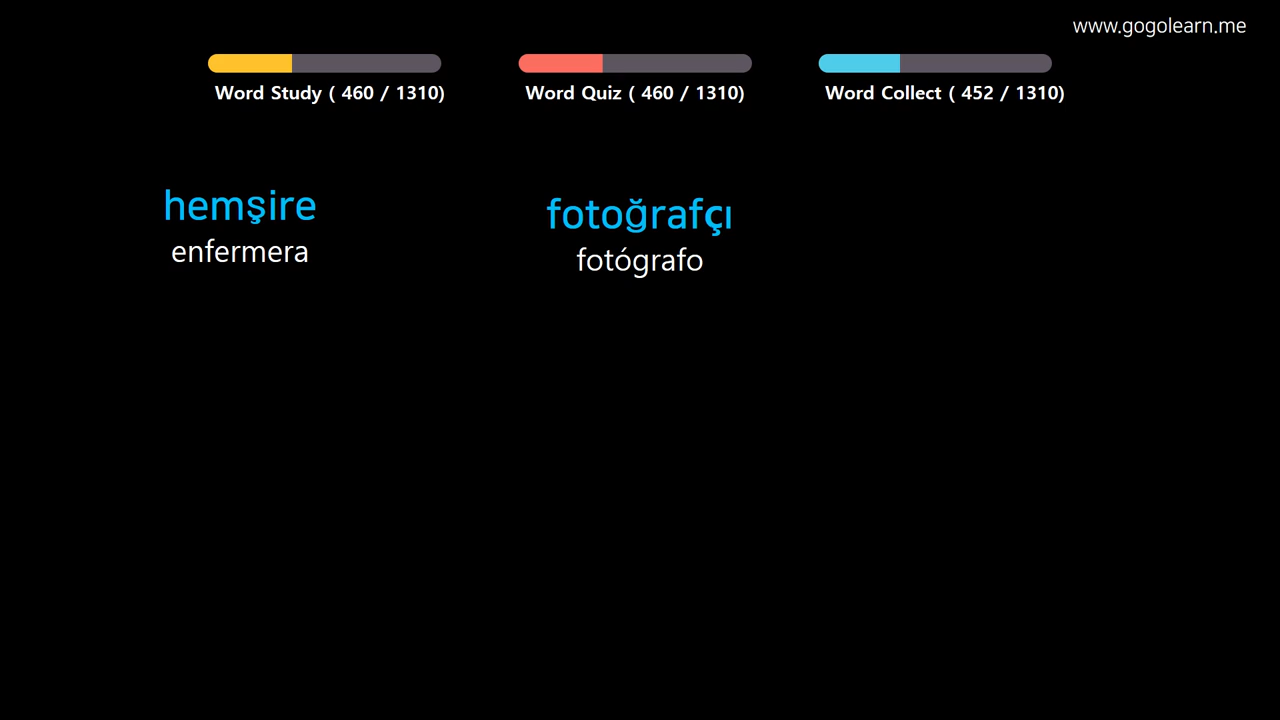 www.gogolearn.me
Word Study ( 460 / 1310)
Word Quiz ( 460 / 1310)
Word Collect ( 452 / 1310)
hemşire
enfermera
fotoğrafçı
fotógrafo